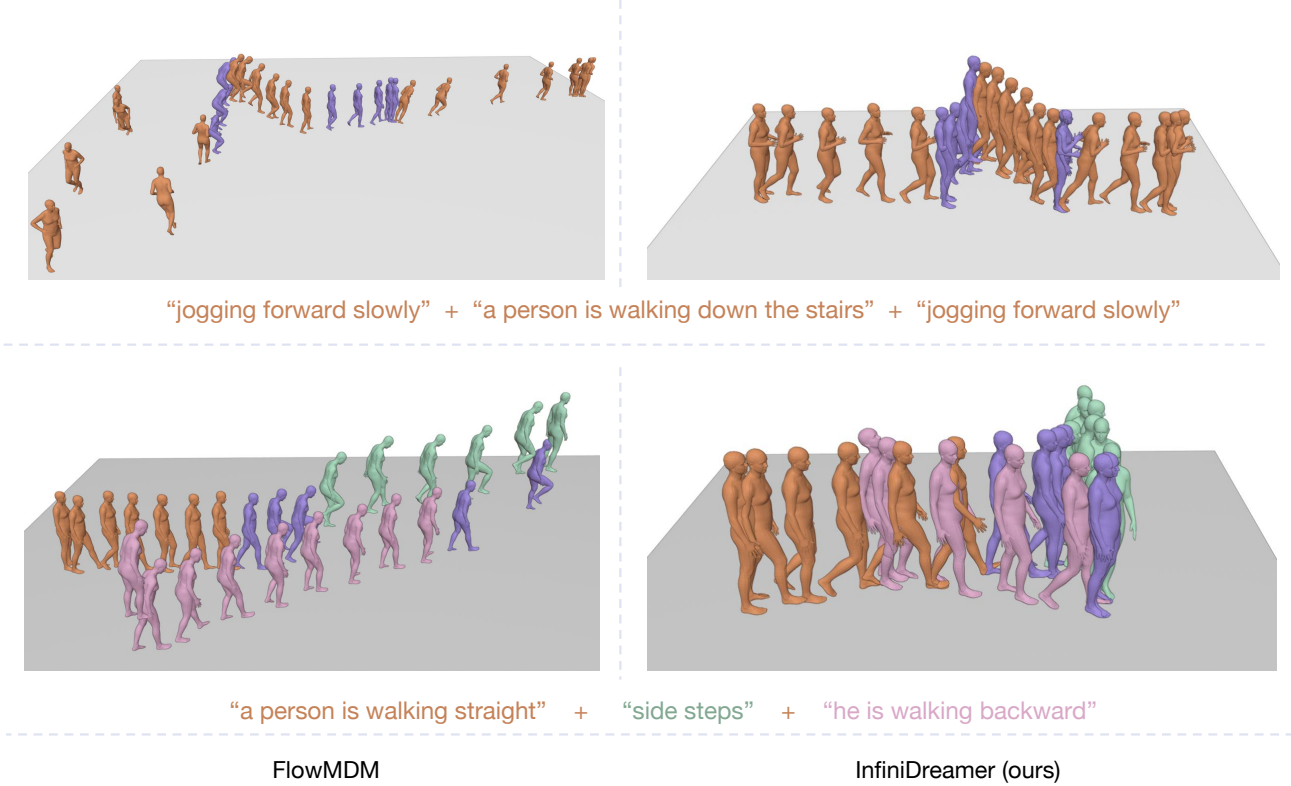 “jogging forward slowly” + “a person is walking down the stairs” + “jogging forward slowly”
“a person is walking straight” + “side steps” + “he is walking backward”
FlowMDM InfiniDreamer (ours)